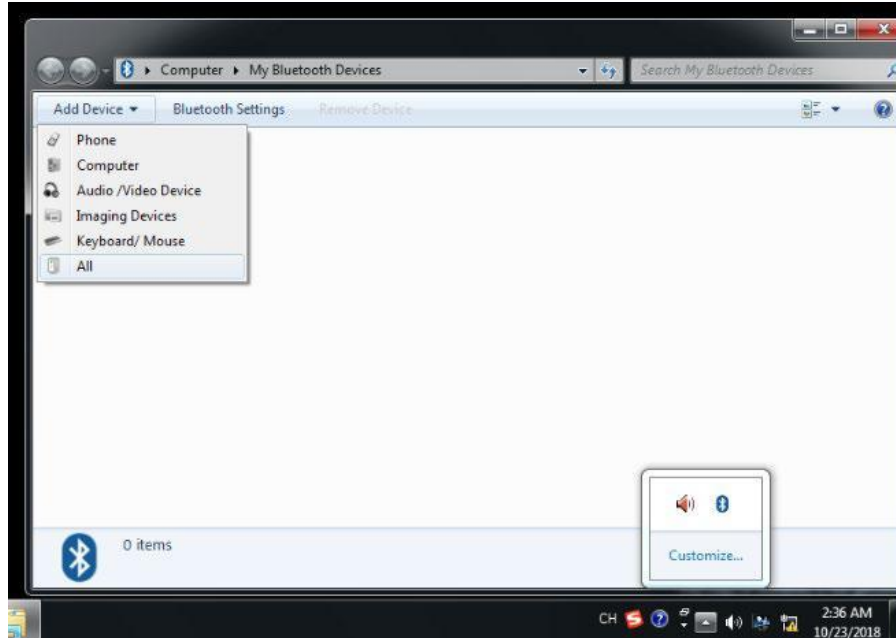 Computer ▸ My Bluetooth Devices
Search My Bluetooth Devices
Add Device
Bluetooth Settings
Remove Device
Phone
Computer
Audio /Video Device
Imaging Devices
Keyboard/ Mouse
All
0 items
Customize...
CH
2:36 AM
10/23/2018